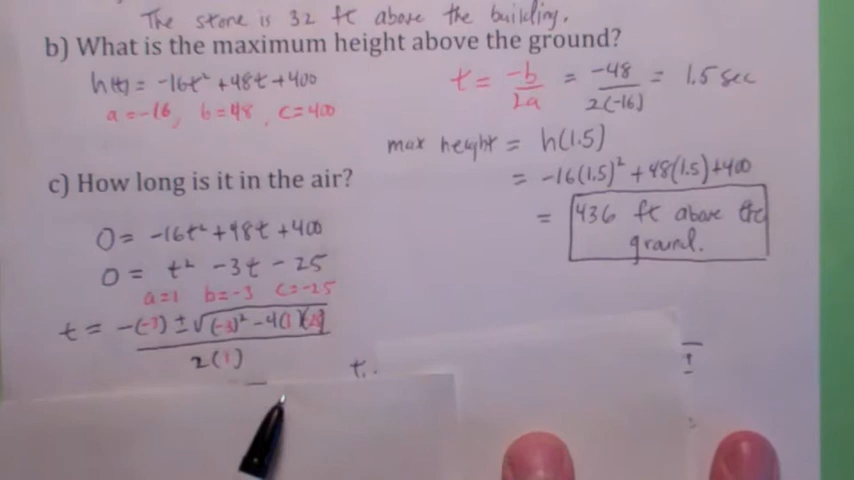 The stone is 32 ft above the building.
b) What is the maximum height above the ground?
h(t) = -16t² + 48t + 400
a = -16, b = 48, c = 400
t = -b/2a = -48/2(-16) = 1.5 sec
max height = h(1.5)
= -16(1.5)² + 48(1.5) + 400
= 436 ft above the
ground.
c) How long is it in the air?
0 = -16t² + 48t + 400
0 = t² - 3t - 25
a = 1 b = -3 c = -25
t = -(-3) ± √(-3)² - 4(1)(-25)
2(1)
t